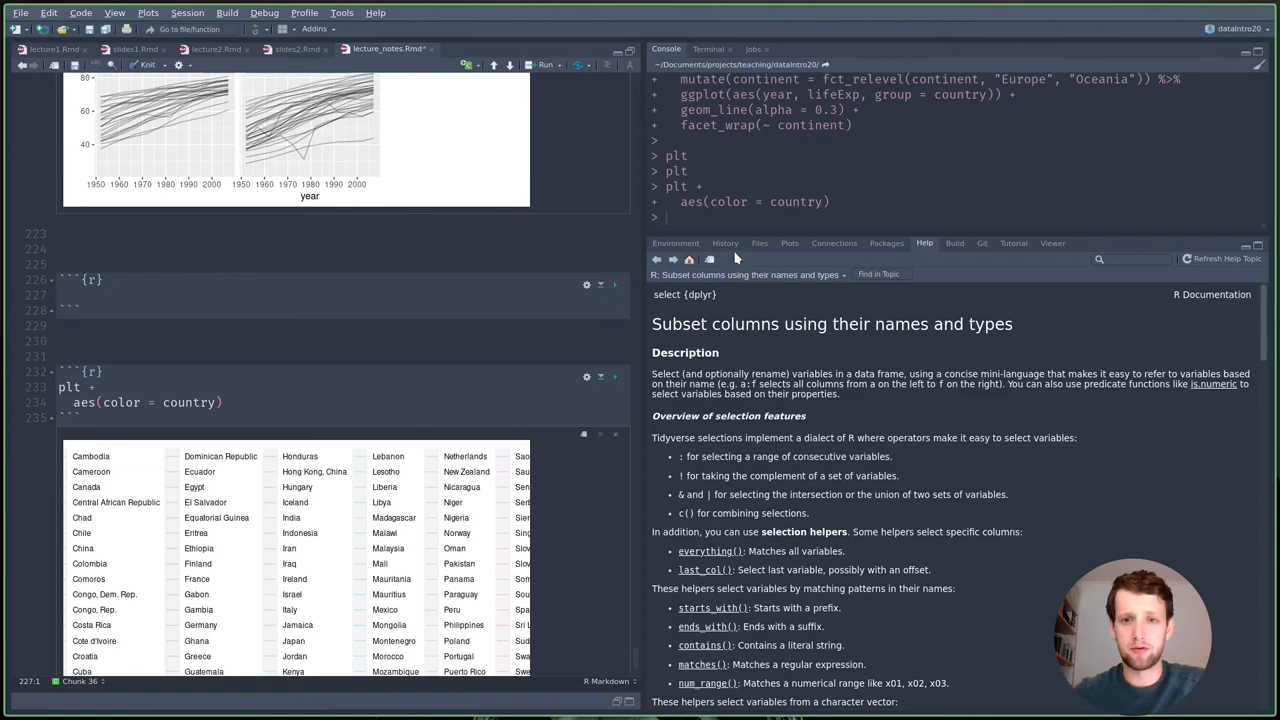 File Edit Code View Plots Session Build Debug Profile Tools Help
Go to file/function Addins dataIntro20
lecture1.Rmd slides1.Rmd lecture2.Rmd slides2.Rmd lecture_notes.Rmd*
Knit Run
80
60
40
1950 1960 1970 1980 1990 2000 1950 1960 1970 1980 1990 2000
year
223
224
225
226 ```{r}
227
228 ```
229
230
231
232 ```{r}
233 plt +
234 aes(color = country)
235 ```
Cambodia Dominican Republic Honduras Lebanon Netherlands Sao
Cameroon Ecuador Hong Kong, China Lesotho New Zealand Sau
Canada Egypt Hungary Liberia Nicaragua Sen
Central African Republic El Salvador Iceland Libya Niger Serb
Chad Equatorial Guinea India Madagascar Nigeria Sier
Chile Eritrea Indonesia Malawi Norway Sing
China Ethiopia Iran Malaysia Oman Slov
Colombia Finland Iraq Mali Pakistan Slov
Comoros France Ireland Mauritania Panama Som
Congo, Dem. Rep. Gabon Israel Mauritius Paraguay Sout
Congo, Rep. Gambia Italy Mexico Peru Spa
Costa Rica Germany Jamaica Mongolia Philippines Sri L
Cote d'Ivoire Ghana Japan Montenegro Poland Sud
Croatia Greece Jordan Morocco Portugal Swa
Cuba Guatemala Kenya Mozambique Puerto Rico Swe
227:1 Chunk 36 R Markdown
Console Terminal Jobs
~/Documents/projects/teaching/dataIntro20/
+ mutate(continent = fct_relevel(continent, "Europe", "Oceania")) %>%
+ ggplot(aes(year, lifeExp, group = country)) +
+ geom_line(alpha = 0.3) +
+ facet_wrap(~ continent)
>
> plt
> plt
> plt +
+ aes(color = country)
>
Environment History Files Plots Connections Packages Help Build Git Tutorial Viewer
Refresh Help Topic
R: Subset columns using their names and types Find in Topic
select {dplyr} R Documentation
Subset columns using their names and types
Description
Select (and optionally rename) variables in a data frame, using a concise mini-language that makes it easy to refer to variables based
on their name (e.g. a:f selects all columns from a on the left to f on the right). You can also use predicate functions like is.numeric to
select variables based on their properties.
Overview of selection features
Tidyverse selections implement a dialect of R where operators make it easy to select variables:
• : for selecting a range of consecutive variables.
• ! for taking the complement of a set of variables.
• & and | for selecting the intersection or the union of two sets of variables.
• c() for combining selections.
In addition, you can use selection helpers. Some helpers select specific columns:
• everything(): Matches all variables.
• last_col(): Select last variable, possibly with an offset.
These helpers select variables by matching patterns in their names:
• starts_with(): Starts with a prefix.
• ends_with(): Ends with a suffix.
• contains(): Contains a literal string.
• matches(): Matches a regular expression.
• num_range(): Matches a numerical range like x01, x02, x03.
These helpers select variables from a character vector: